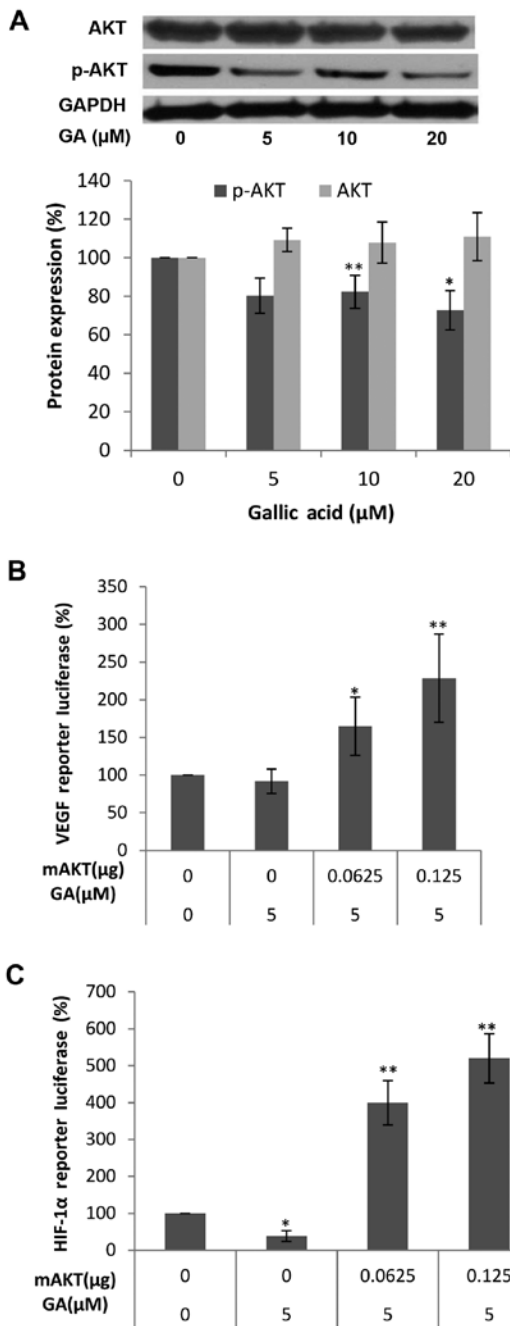 A
AKT
p-AKT
GAPDH
GA (µM) 0 5 10 20
p-AKT AKT
Protein expression (%)
140
120
100
80
60
40
20
0
** *
0 5 10 20
Gallic acid (µM)
B
VEGF reporter luciferase (%)
350
300
250
200
150
100
50
0
* **
mAKT(µg) 0 0 0.0625 0.125
GA(µM) 0 5 5 5
C
HIF-1α reporter luciferase (%)
700
600
500
400
300
200
100
0
* ** **
mAKT(µg) 0 0 0.0625 0.125
GA(µM) 0 5 5 5